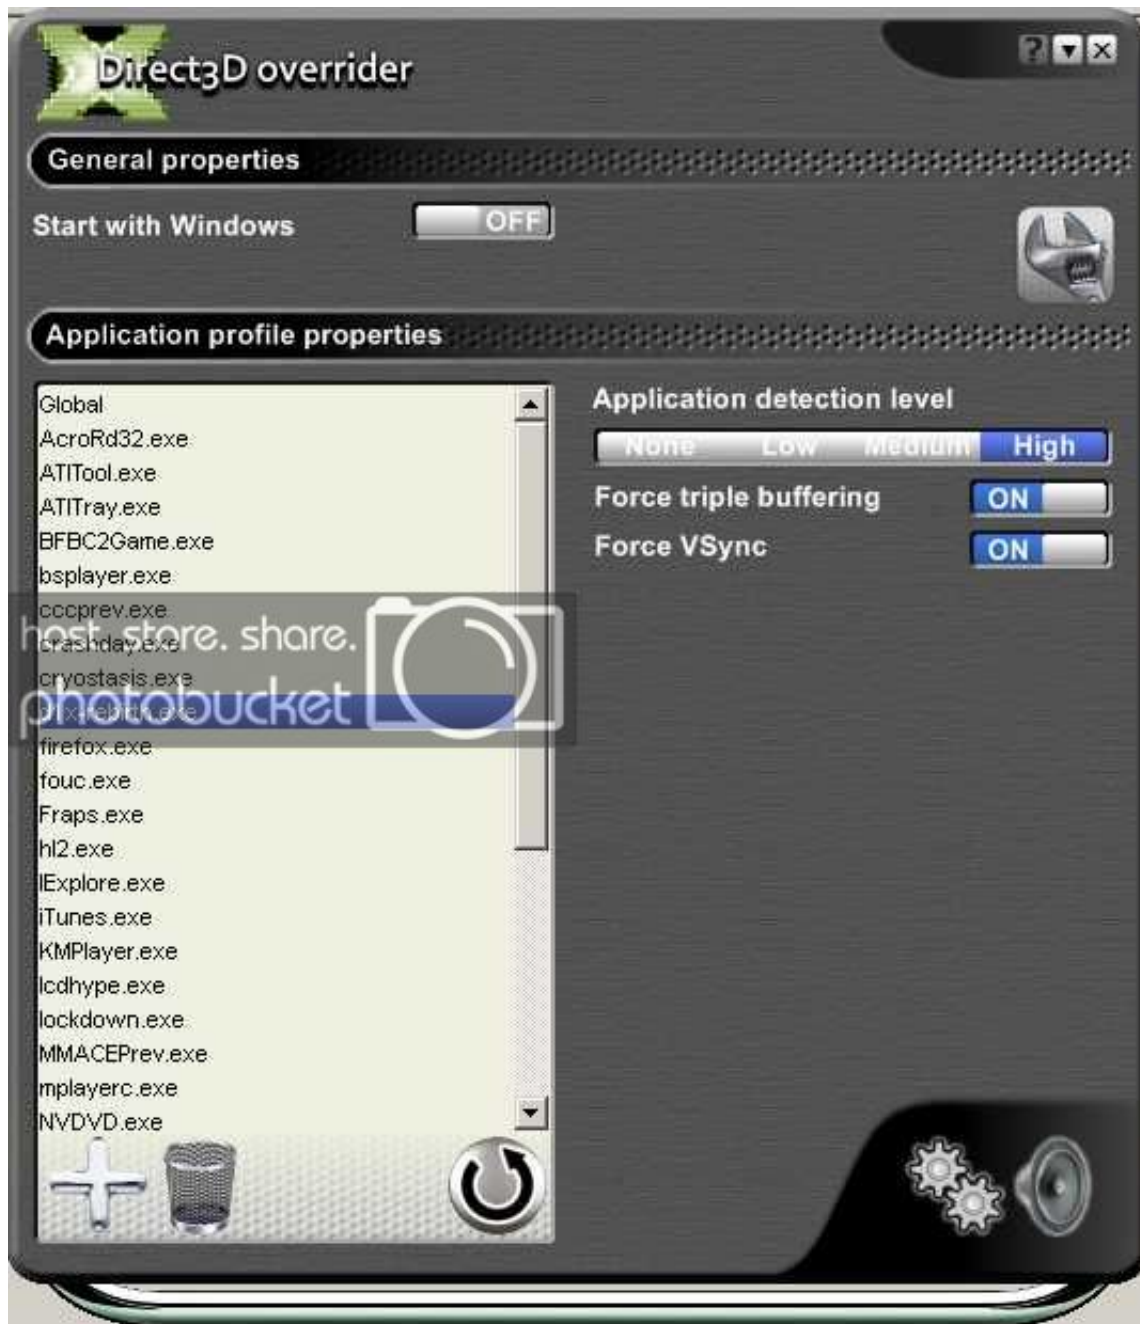 Direct3D overrider
?
General properties
Start with Windows
OFF
Application profile properties
Global
AcroRd32.exe
ATITool.exe
ATITray.exe
BFBC2Game.exe
bsplayer.exe
cccprev.exe
crashday.exe
cryostasis.exe
d1x-rebirth.exe
firefox.exe
fouc.exe
Fraps.exe
hl2.exe
IExplore.exe
iTunes.exe
KMPlayer.exe
lcdhype.exe
lockdown.exe
MMACEPrev.exe
mplayerc.exe
NVDVD.exe
host. store. share.
photobucket
Application detection level
None Low Medium High
Force triple buffering
ON
Force VSync
ON